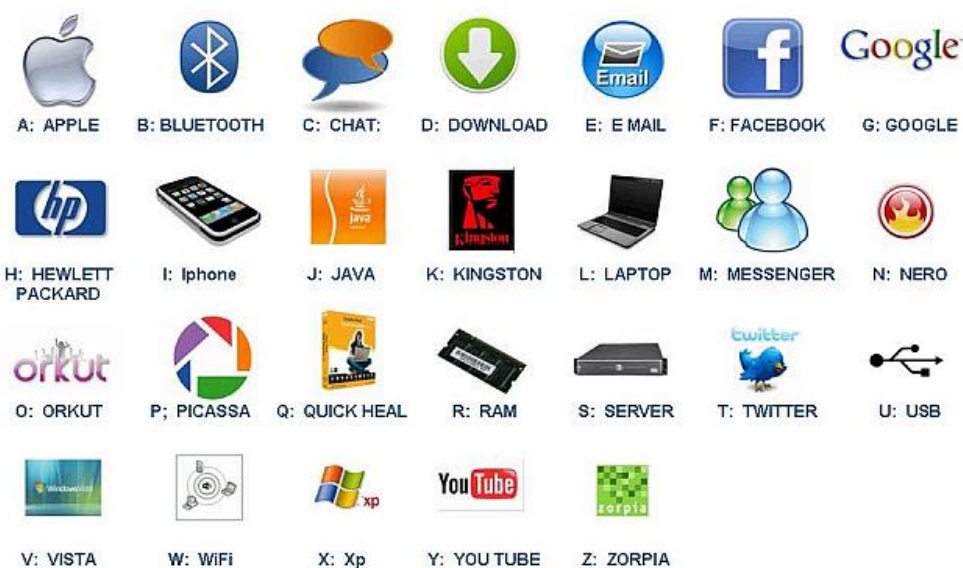 Email
Google
A: APPLE
B: BLUETOOTH
C: CHAT:
D: DOWNLOAD
E: E MAIL
F: FACEBOOK
G: GOOGLE
hp
Java
Kingston
H: HEWLETT
PACKARD
I: Iphone
J: JAVA
K: KINGSTON
L: LAPTOP
M: MESSENGER
N: NERO
orkut
twitter
O: ORKUT
P; PICASSA
Q: QUICK HEAL
R: RAM
S: SERVER
T: TWITTER
U: USB
WindowsVista
xp
You Tube
zorpia
V: VISTA
W: WiFi
X: Xp
Y: YOU TUBE
Z: ZORPIA